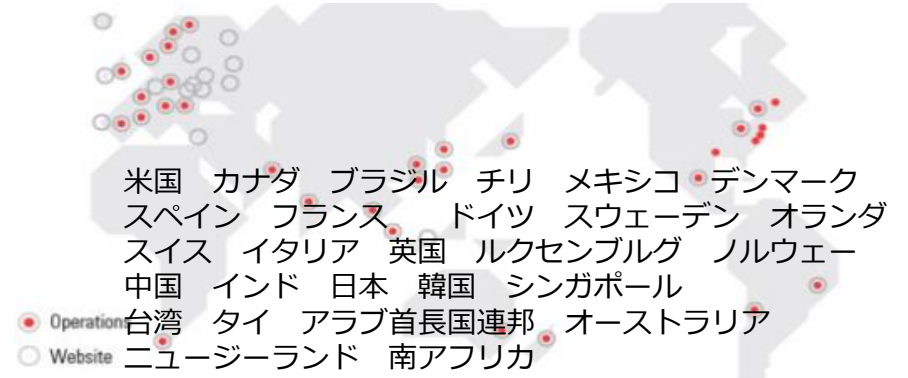 米国　カナダ　ブラジル　チリ　メキシコ　デンマーク
スペイン　フランス　ドイツ　スウェーデン　オランダ
スイス　イタリア　英国　ルクセンブルグ　ノルウェー
中国　インド　日本　韓国　シンガポール
Operations 台湾　タイ　アラブ首長国連邦　オーストラリア
Website ニュージーランド　南アフリカ